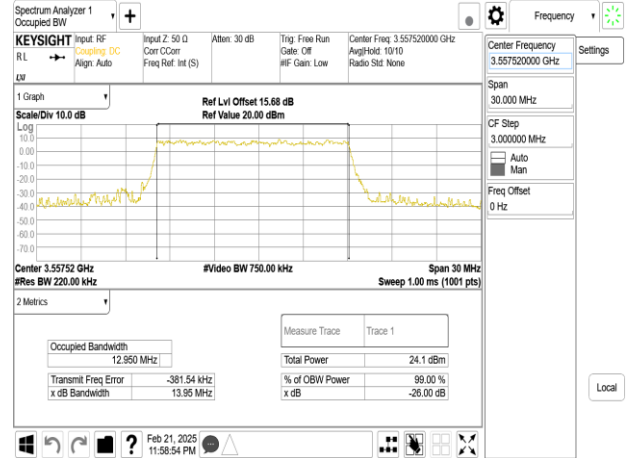 Spectrum Analyzer 1
Occupied BW
Frequency
KEYSIGHT
RL
LXI
Input: RF
Coupling: DC
Align: Auto
Input Z: 50 Ω
Corr CCorr
Freq Ref: Int (S)
Atten: 30 dB
Trig: Free Run
Gate: Off
#IF Gain: Low
Center Freq: 3.557520000 GHz
Avg|Hold: 10/10
Radio Std: None
Center Frequency
3.557520000 GHz
Settings
Span
30.000 MHz
CF Step
3.000000 MHz
Auto
Man
Freq Offset
0 Hz
Local
1 Graph
Scale/Div 10.0 dB
Ref Lvl Offset 15.68 dB
Ref Value 20.00 dBm
Log
10.0
0.00
-10.0
-20.0
-30.0
-40.0
-50.0
-60.0
-70.0
Center 3.55752 GHz
#Video BW 750.00 kHz
Span 30 MHz
#Res BW 220.00 kHz
Sweep 1.00 ms (1001 pts)
2 Metrics
Measure Trace Trace 1
Occupied Bandwidth
12.950 MHz
Total Power 24.1 dBm
Transmit Freq Error -381.54 kHz
% of OBW Power 99.00 %
x dB Bandwidth 13.95 MHz
x dB -26.00 dB
?
Feb 21, 2025
11:58:54 PM